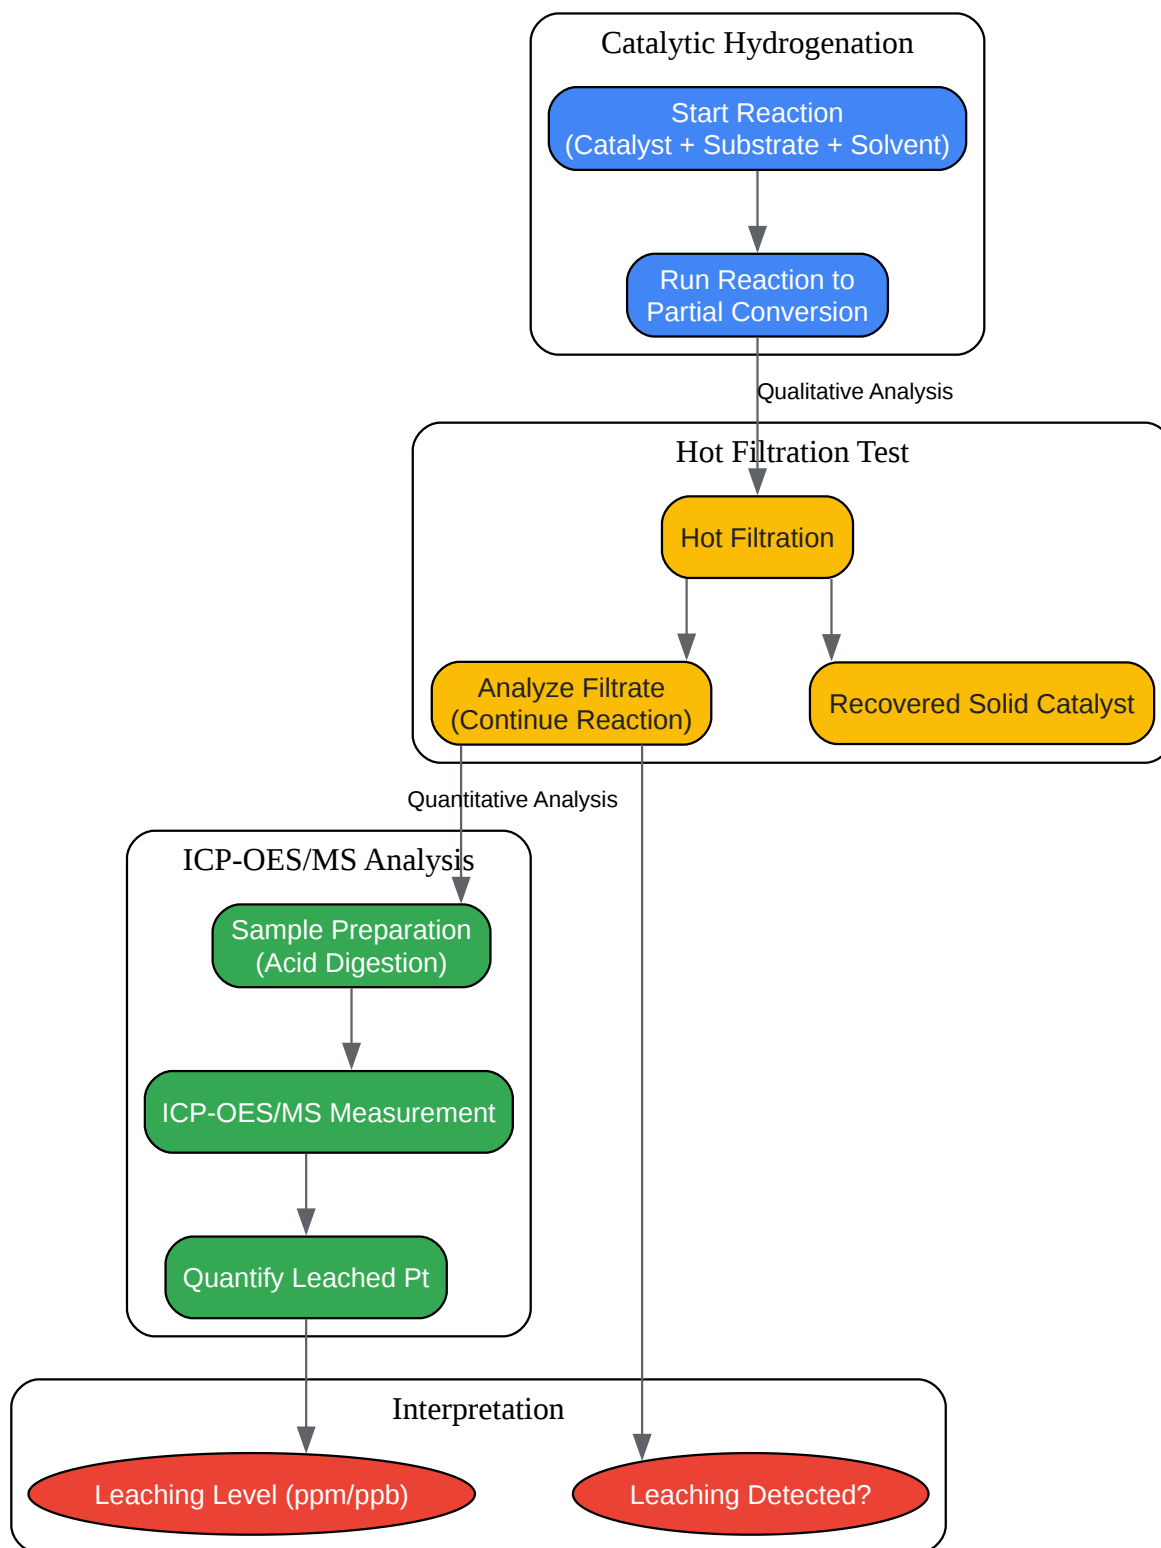 Catalytic Hydrogenation
Start Reaction
(Catalyst + Substrate + Solvent)
Run Reaction to
Partial Conversion
Qualitative Analysis
Hot Filtration Test
Hot Filtration
Analyze Filtrate
(Continue Reaction)
Recovered Solid Catalyst
Quantitative Analysis
ICP-OES/MS Analysis
Sample Preparation
(Acid Digestion)
ICP-OES/MS Measurement
Quantify Leached Pt
Interpretation
Leaching Level (ppm/ppb)
Leaching Detected?